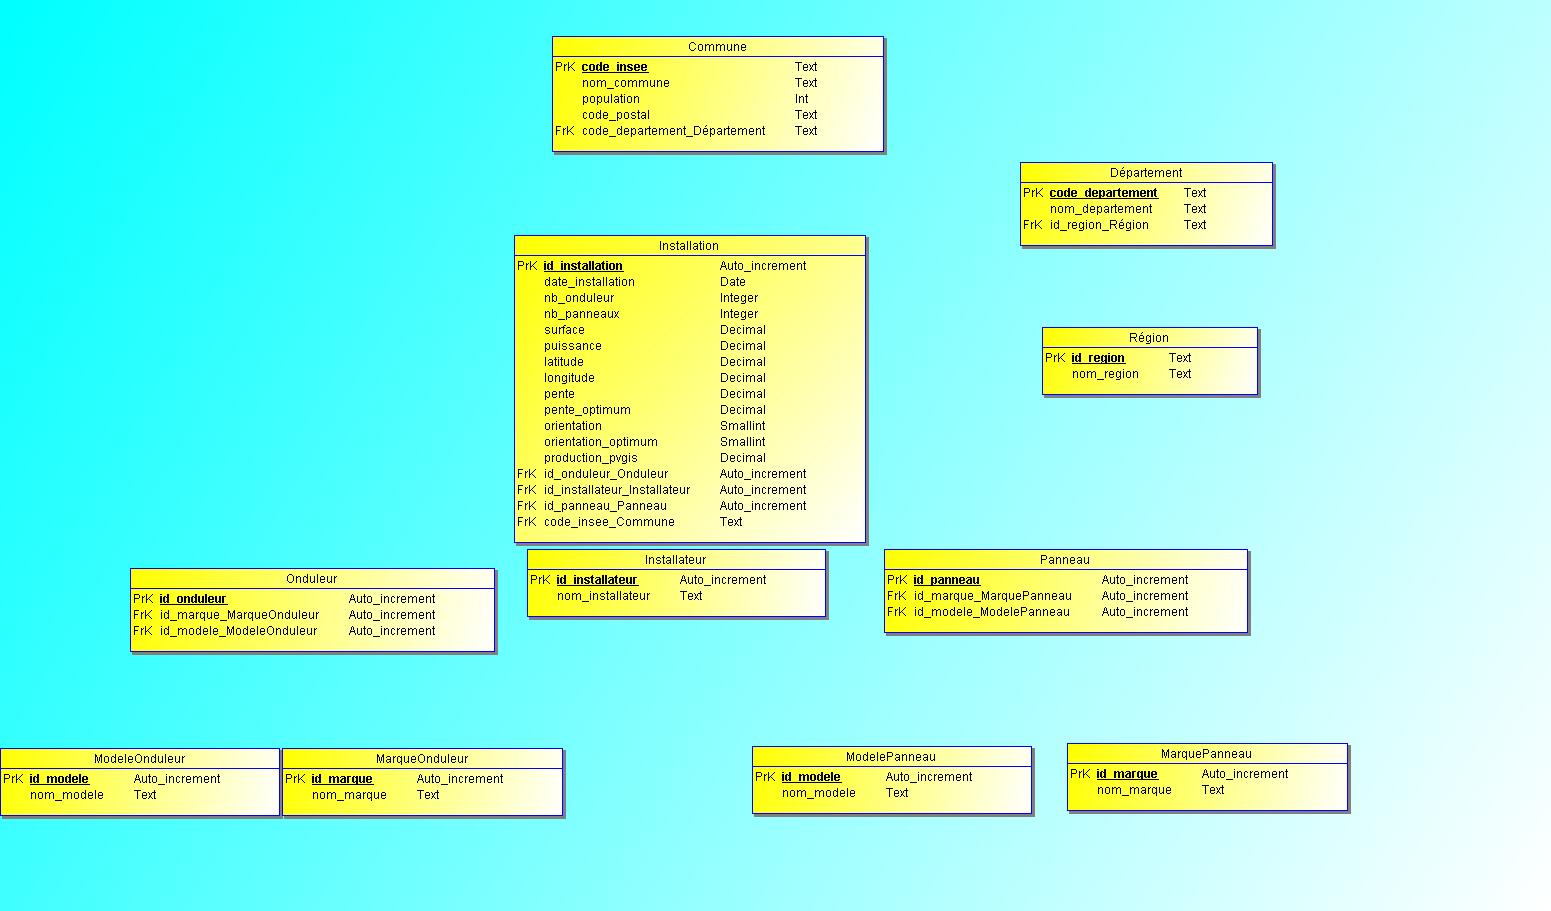 Commune
PrK code_insee Text
nom_commune Text
population Int
code_postal Text
FrK code_departement_Département Text
Département
PrK code_departement Text
nom_departement Text
FrK id_region_Région Text
Installation
PrK id_installation Auto_increment
date_installation Date
nb_onduleur Integer
nb_panneaux Integer
surface Decimal
puissance Decimal
latitude Decimal
longitude Decimal
pente Decimal
pente_optimum Decimal
orientation Smallint
orientation_optimum Smallint
production_pvgis Decimal
FrK id_onduleur_Onduleur Auto_increment
FrK id_installateur_Installateur Auto_increment
FrK id_panneau_Panneau Auto_increment
FrK code_insee_Commune Text
Région
PrK id_region Text
nom_region Text
Onduleur
PrK id_onduleur Auto_increment
FrK id_marque_MarqueOnduleur Auto_increment
FrK id_modele_ModeleOnduleur Auto_increment
Installateur
PrK id_installateur Auto_increment
nom_installateur Text
Panneau
PrK id_panneau Auto_increment
FrK id_marque_MarquePanneau Auto_increment
FrK id_modele_ModelePanneau Auto_increment
ModeleOnduleur
PrK id_modele Auto_increment
nom_modele Text
MarqueOnduleur
PrK id_marque Auto_increment
nom_marque Text
ModelePanneau
PrK id_modele Auto_increment
nom_modele Text
MarquePanneau
PrK id_marque Auto_increment
nom_marque Text